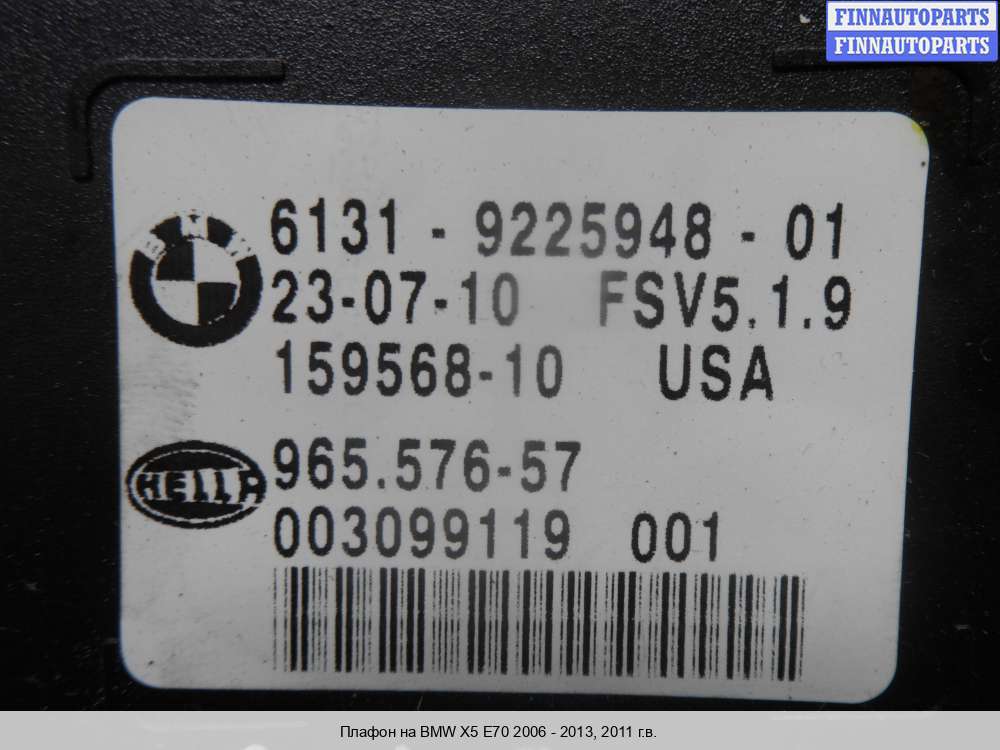 FINNAUTOPARTS
FINNAUTOPARTS
BMW
6131 - 9225948 - 01
23-07-10 FSV5.1.9
159568-10 USA
HELLA
965.576-57
003099119 001
Плафон на BMW X5 E70 2006 - 2013, 2011 г.в.